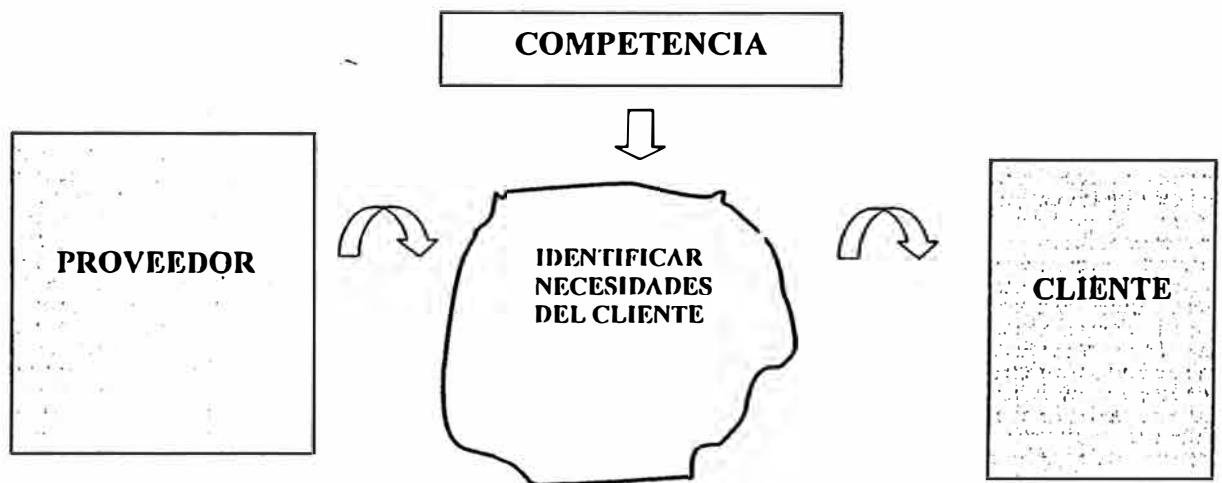 COMPETENCIA
PROVEEDOR
IDENTIFICAR
NECESIDADES
DEL CLIENTE
CLIENTE